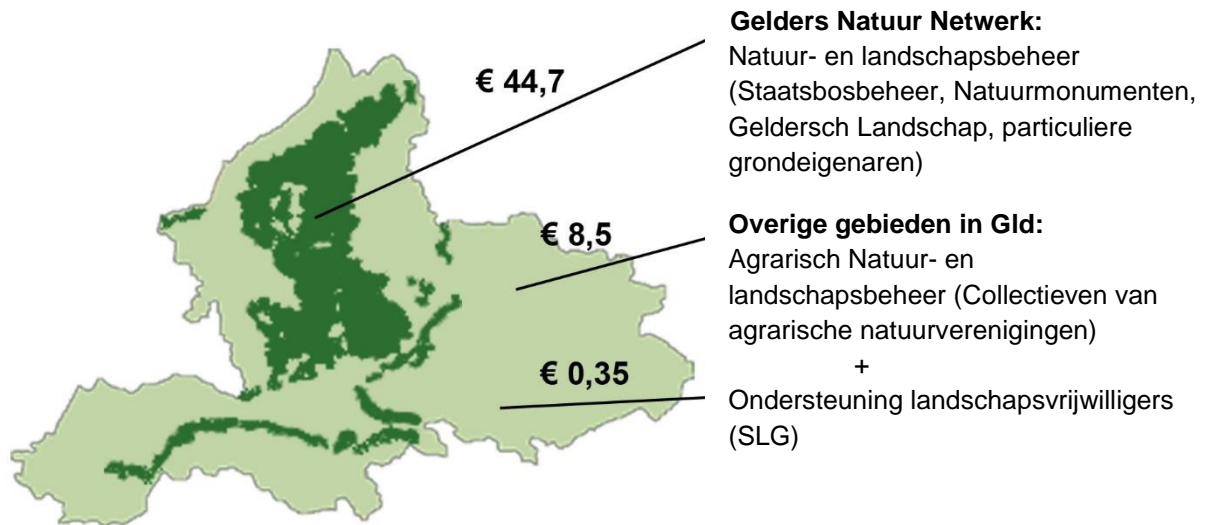 Gelders Natuur Netwerk:
Natuur- en landschapsbeheer
(Staatsbosbeheer, Natuurmonumenten,
Geldersch Landschap, particuliere
grondeigenaren)
€ 44,7
Overige gebieden in Gld:
€ 8,5
Agrarisch Natuur- en
landschapsbeheer (Collectieven van
agrarische natuurverenigingen)
+
€ 0,35
Ondersteuning landschapsvrijwilligers
(SLG)